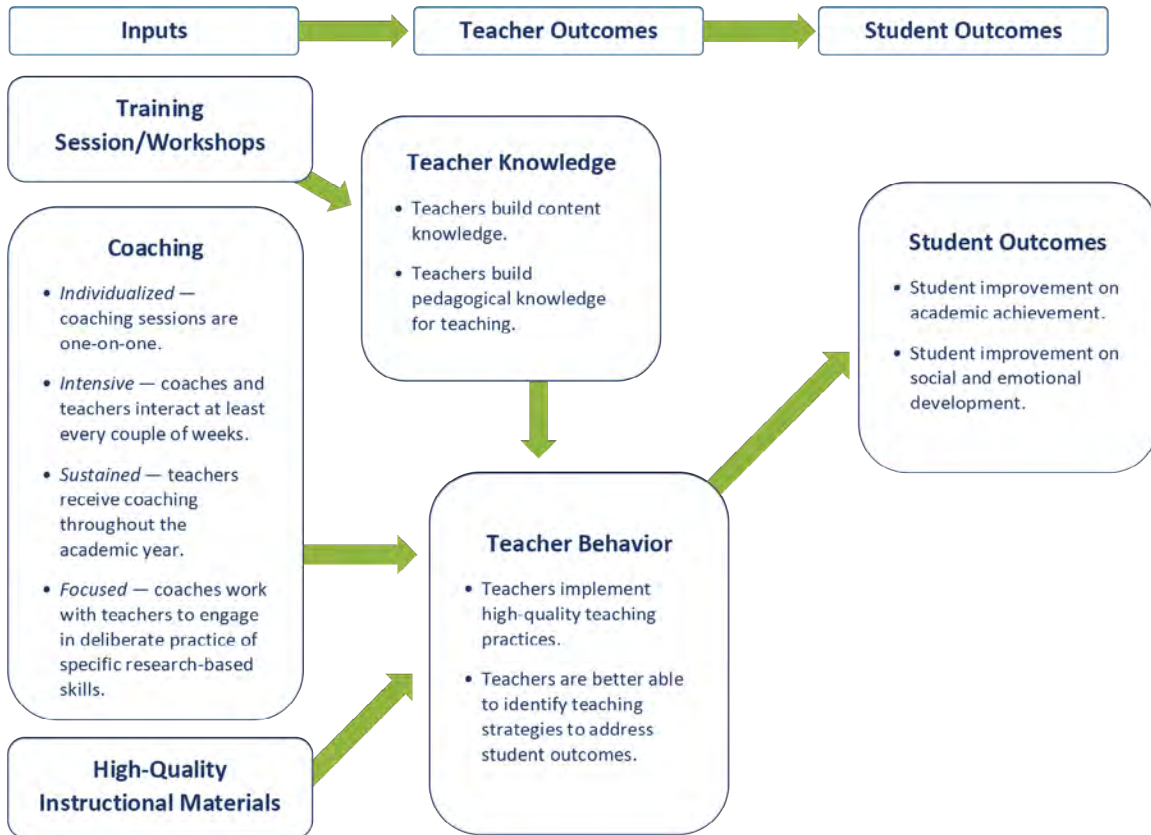 Inputs
Teacher Outcomes
Student Outcomes
Training
Session/Workshops
Coaching
• Individualized —
coaching sessions are
one-on-one.
• Intensive — coaches and
teachers interact at least
every couple of weeks.
• Sustained — teachers
receive coaching
throughout the
academic year.
• Focused — coaches work
with teachers to engage
in deliberate practice of
specific research-based
skills.
High-Quality
Instructional Materials
Teacher Knowledge
• Teachers build content
knowledge.
• Teachers build
pedagogical knowledge
for teaching.
Teacher Behavior
• Teachers implement
high-quality teaching
practices.
• Teachers are better able
to identify teaching
strategies to address
student outcomes.
Student Outcomes
• Student improvement on
academic achievement.
• Student improvement on
social and emotional
development.